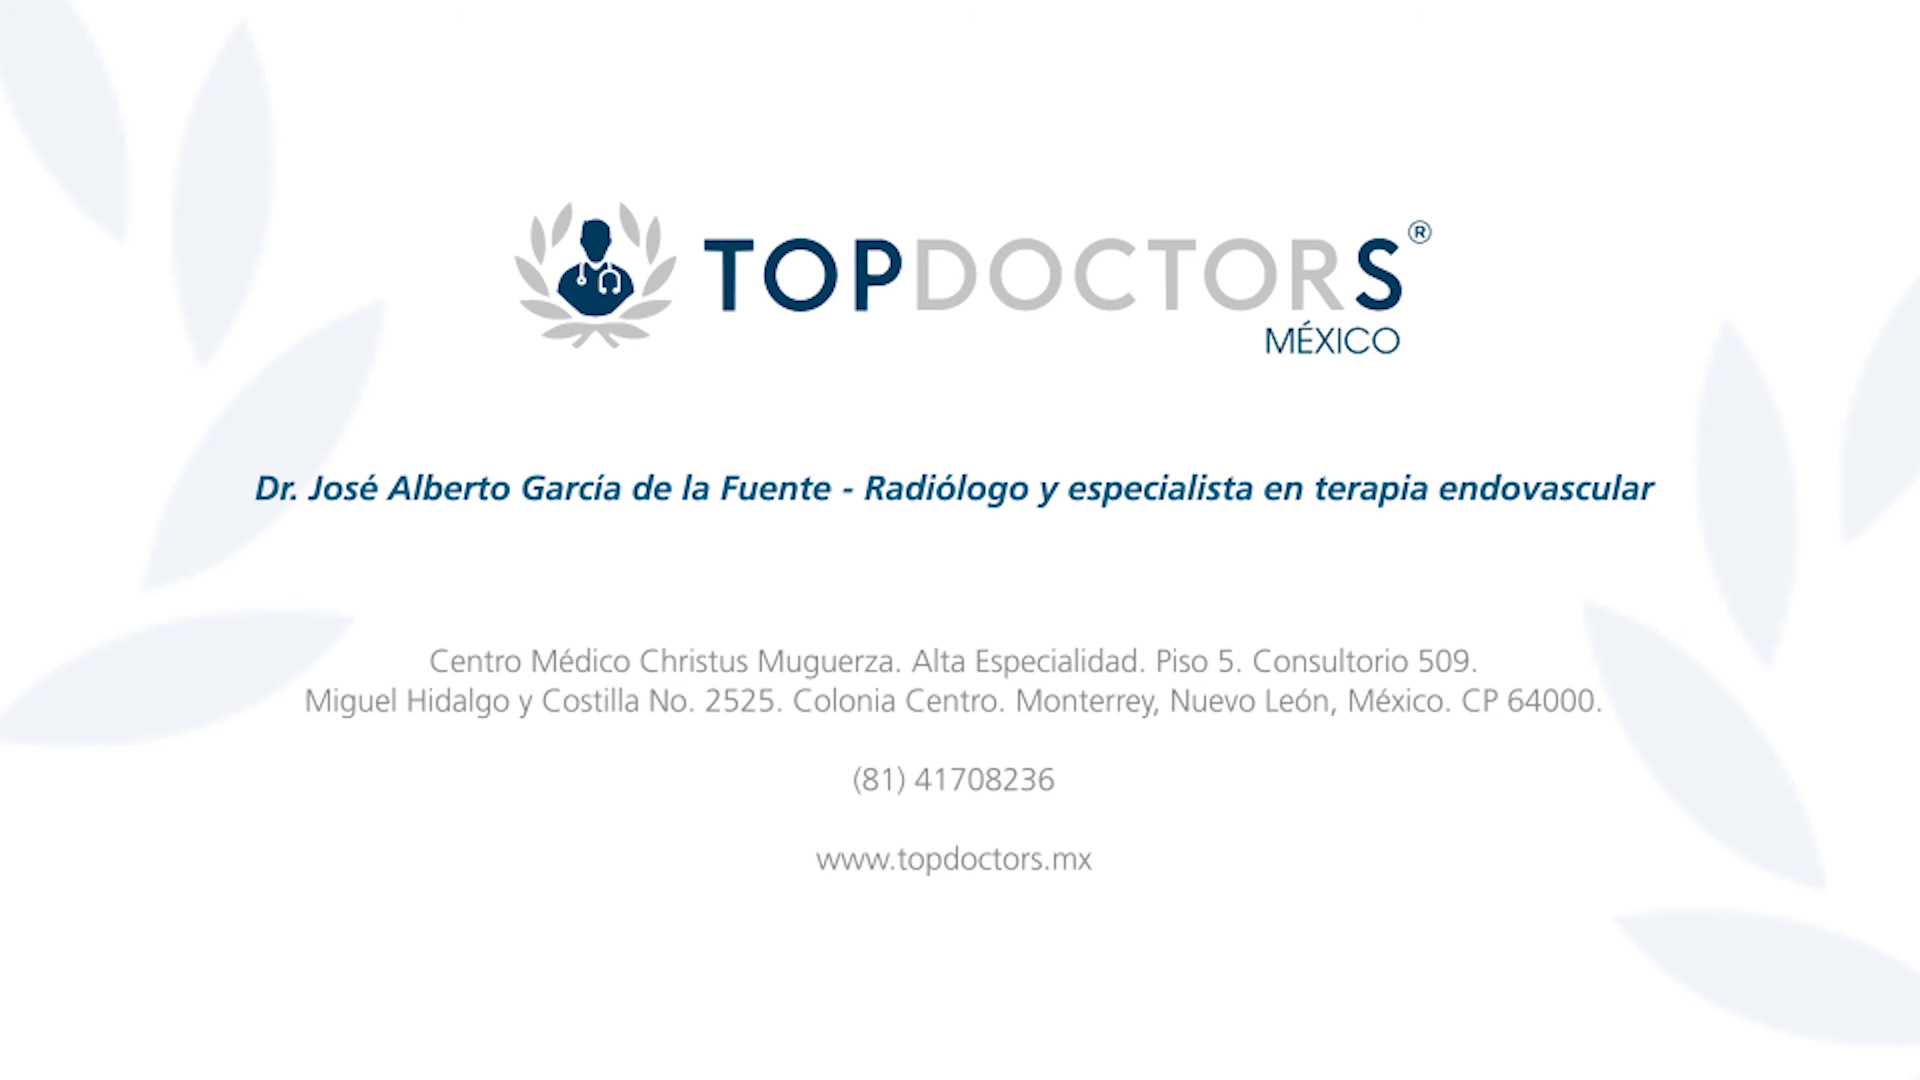 TOPDOCTORS®
MÉXICO
Dr. José Alberto García de la Fuente - Radiólogo y especialista en terapia endovascular
Centro Médico Christus Muguerza. Alta Especialidad. Piso 5. Consultorio 509.
Miguel Hidalgo y Costilla No. 2525. Colonia Centro. Monterrey, Nuevo León, México. CP 64000.
(81) 41708236
www.topdoctors.mx